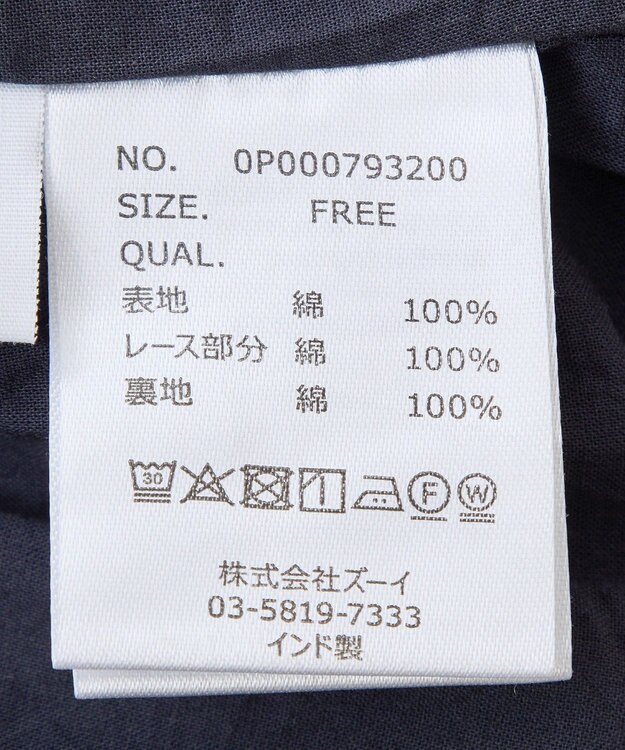 NO. 0P000793200
SIZE. FREE
QUAL.
表地 綿 100%
レース部分 綿 100%
裏地 綿 100%
30 F W
株式会社ズーイ
03-5819-7333
インド製